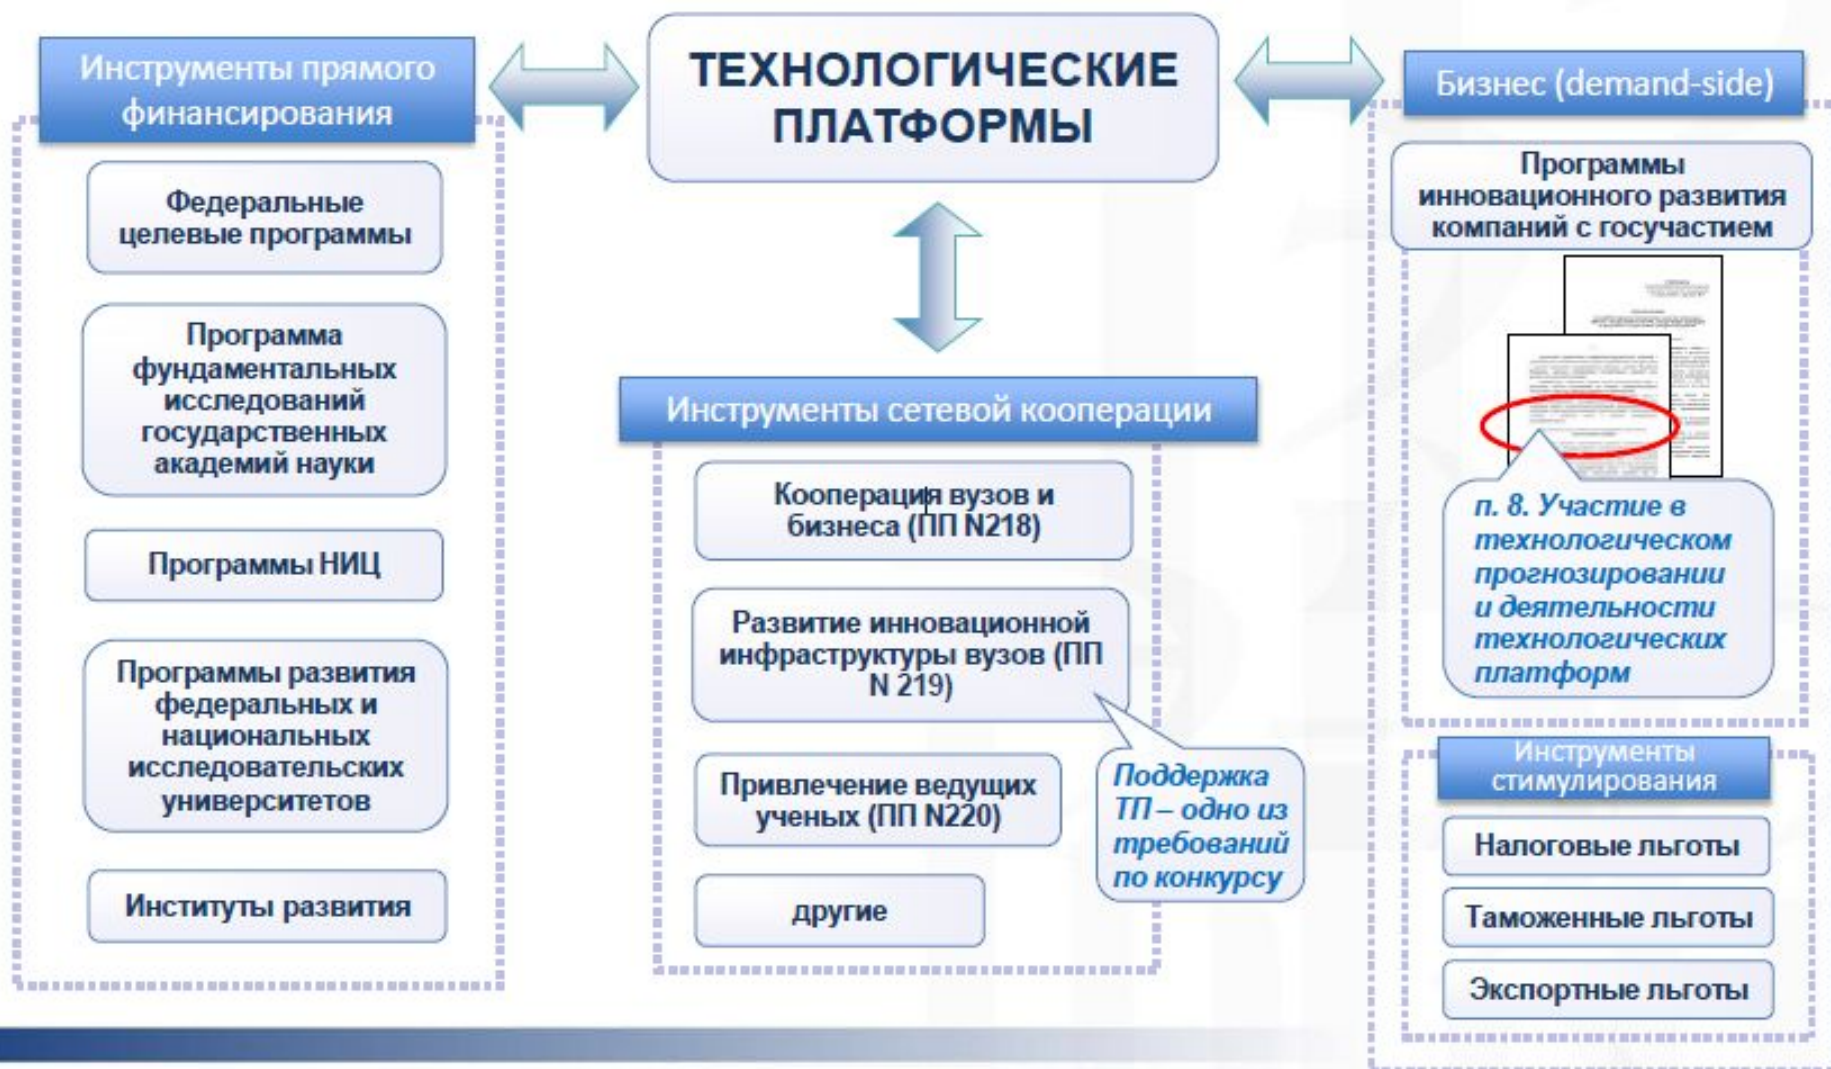 ТЕХНОЛОГИЧЕСКИЕ
ПЛАТФОРМЫ
Инструменты прямого
финансирования
Федеральные
целевые программы
Программа
фундаментальных
исследований
государственных
академий науки
Программы НИЦ
Программы развития
федеральных и
национальных
исследовательских
университетов
Институты развития
Инструменты сетевой кооперации
Кооперация вузов и
бизнеса (ПП N218)
Развитие инновационной
инфраструктуры вузов (ПП
N 219)
Привлечение ведущих
ученых (ПП N220)
другие
Поддержка
ТП – одно из
требований
по конкурсу
Бизнес (demand-side)
Программы
инновационного развития
компаний с госучастием
п. 8. Участие в
технологическом
прогнозировании
и деятельности
технологических
платформ
Инструменты
стимулирования
Налоговые льготы
Таможенные льготы
Экспортные льготы